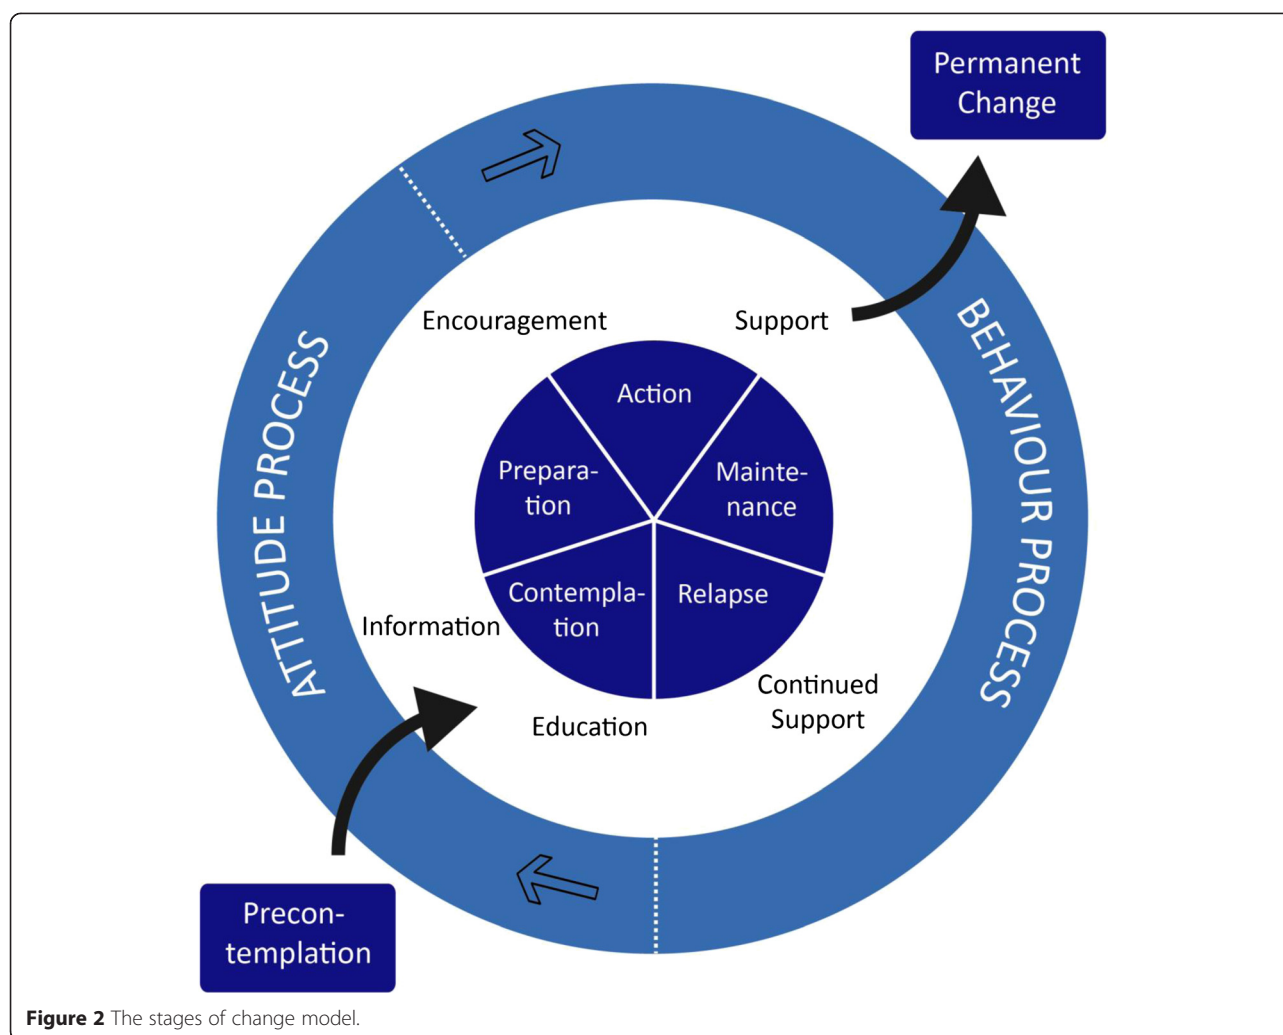 Permanent
Change
Encouragement
Support
ATTITUDE PROCESS
BEHAVIOUR PROCESS
Action
Prepara-
tion
Mainte-
nance
Contempla-
tion
Relapse
Information
Education
Continued
Support
Precon-
templation
Figure 2 The stages of change model.